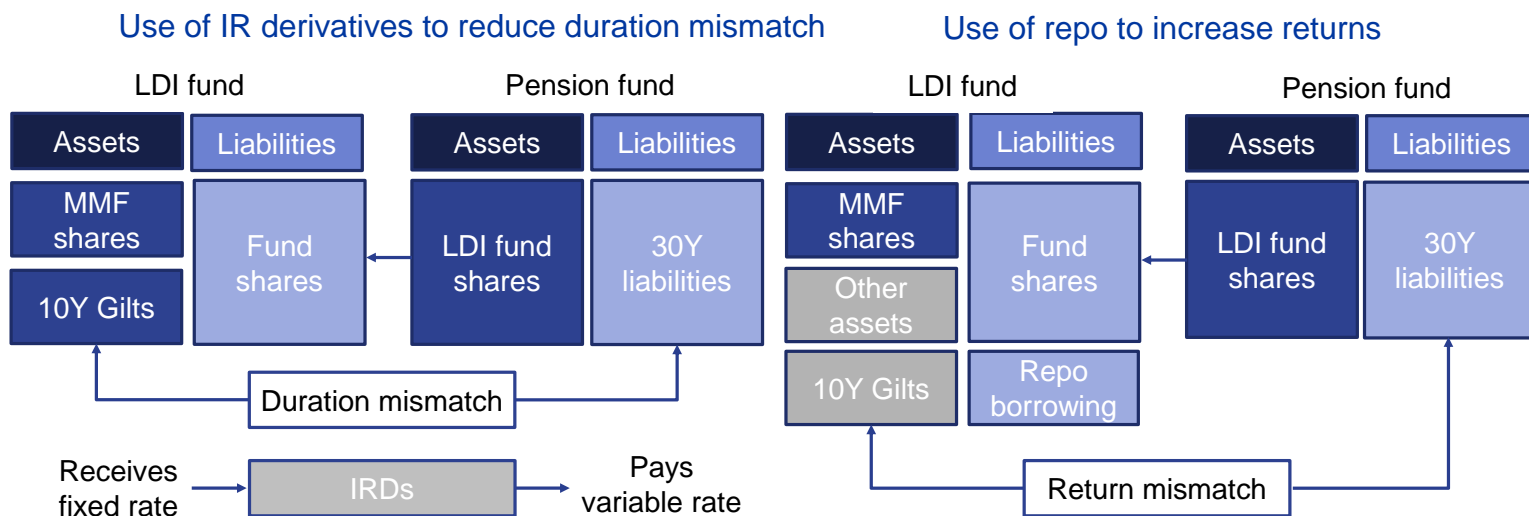 Use of IR derivatives to reduce duration mismatch
LDI fund
Pension fund
Assets
Liabilities
Assets
Liabilities
MMF
shares
Fund
shares
LDI fund
shares
30Y
liabilities
10Y Gilts
Duration mismatch
Receives
fixed rate
IRDs
Pays
variable rate
Use of repo to increase returns
LDI fund
Pension fund
Assets
Liabilities
Assets
Liabilities
MMF
shares
Fund
shares
LDI fund
shares
30Y
liabilities
Other
assets
10Y Gilts
Repo
borrowing
Return mismatch